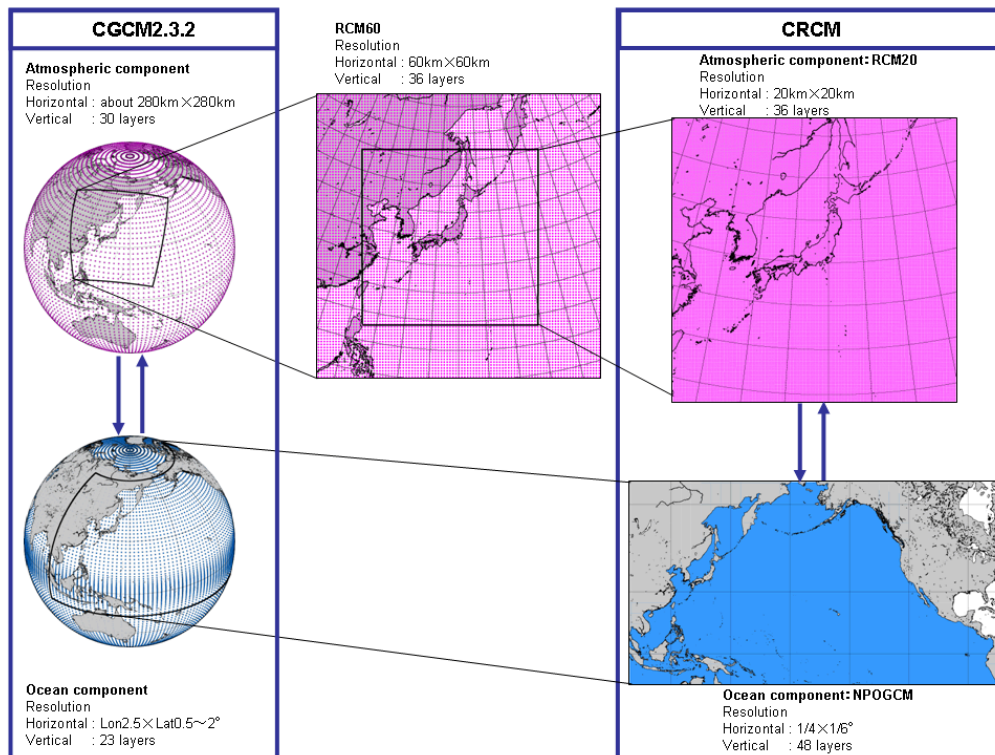 CGCM2.3.2
Atmospheric component
Resolution
Horizontal : about 280km×280km
Vertical : 30 layers
RCM60
Resolution
Horizontal : 60km×60km
Vertical : 36 layers
CRCM
Atmospheric component:RCM20
Resolution
Horizontal : 20km×20km
Vertical : 36 layers
Ocean component
Resolution
Horizontal : Lon2.5×Lat0.5~2°
Vertical : 23 layers
Ocean component:NPOGCM
Resolution
Horizontal : 1/4×1/6°
Vertical : 48 layers